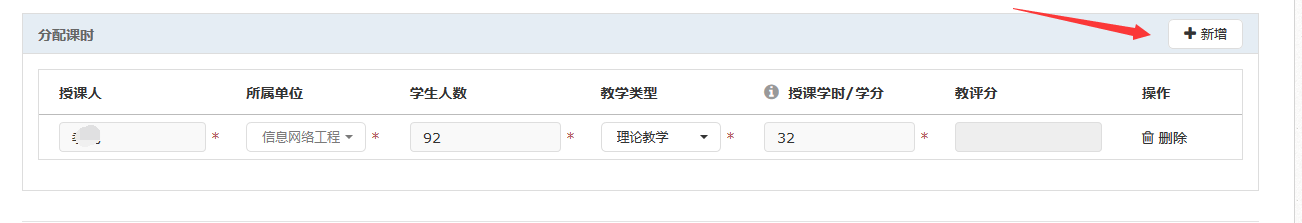 分配课时
新增
授课人 所属单位 学生人数 教学类型 授课学时/学分 教评分 操作
* 信息网络工程 * 92 * 理论教学 * 32 * 删除